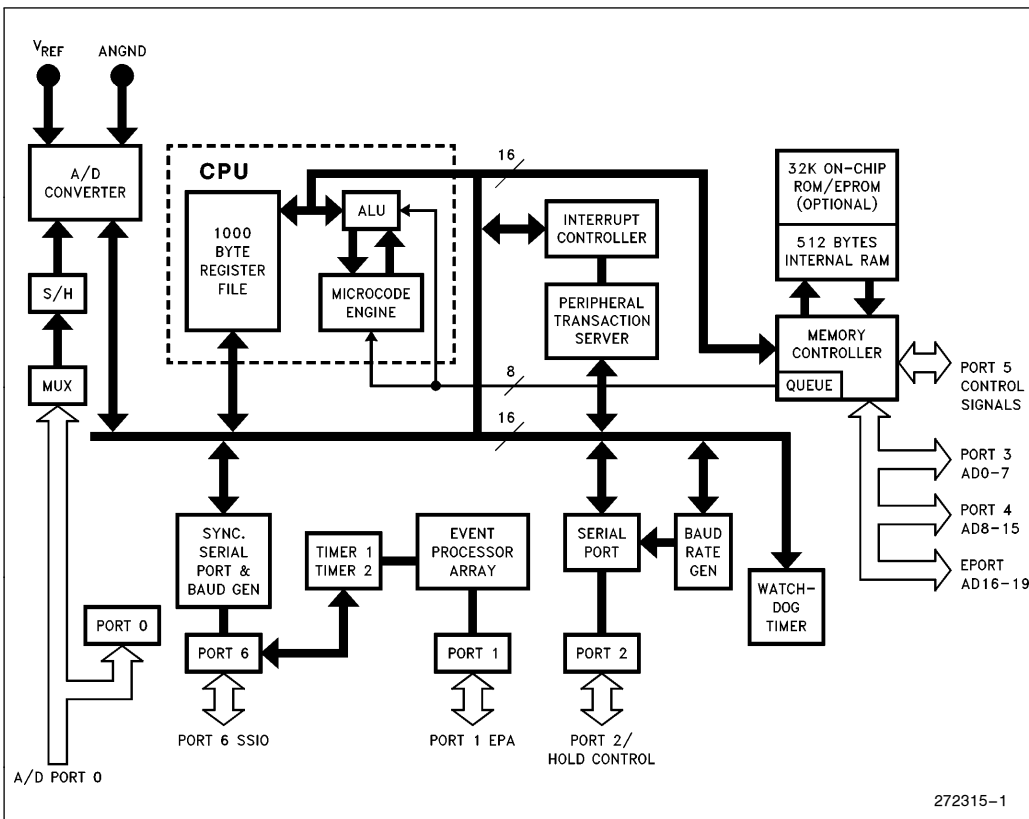 VREF
ANGND
A/D
CONVERTER
S/H
MUX
CPU
1000
BYTE
REGISTER
FILE
ALU
MICROCODE
ENGINE
16
INTERRUPT
CONTROLLER
PERIPHERAL
TRANSACTION
SERVER
8
16
32K ON-CHIP
ROM/EPROM
(OPTIONAL)
512 BYTES
INTERNAL RAM
MEMORY
CONTROLLER
QUEUE
PORT 5
CONTROL
SIGNALS
PORT 3
AD0-7
PORT 4
AD8-15
EPORT
AD16-19
SYNC.
SERIAL
PORT &
BAUD GEN
TIMER 1
TIMER 2
EVENT
PROCESSOR
ARRAY
SERIAL
PORT
BAUD
RATE
GEN
WATCH-
DOG
TIMER
PORT 0
PORT 6
PORT 1
PORT 2
A/D PORT 0
PORT 6 SSIO
PORT 1 EPA
PORT 2/
HOLD CONTROL
272315-1